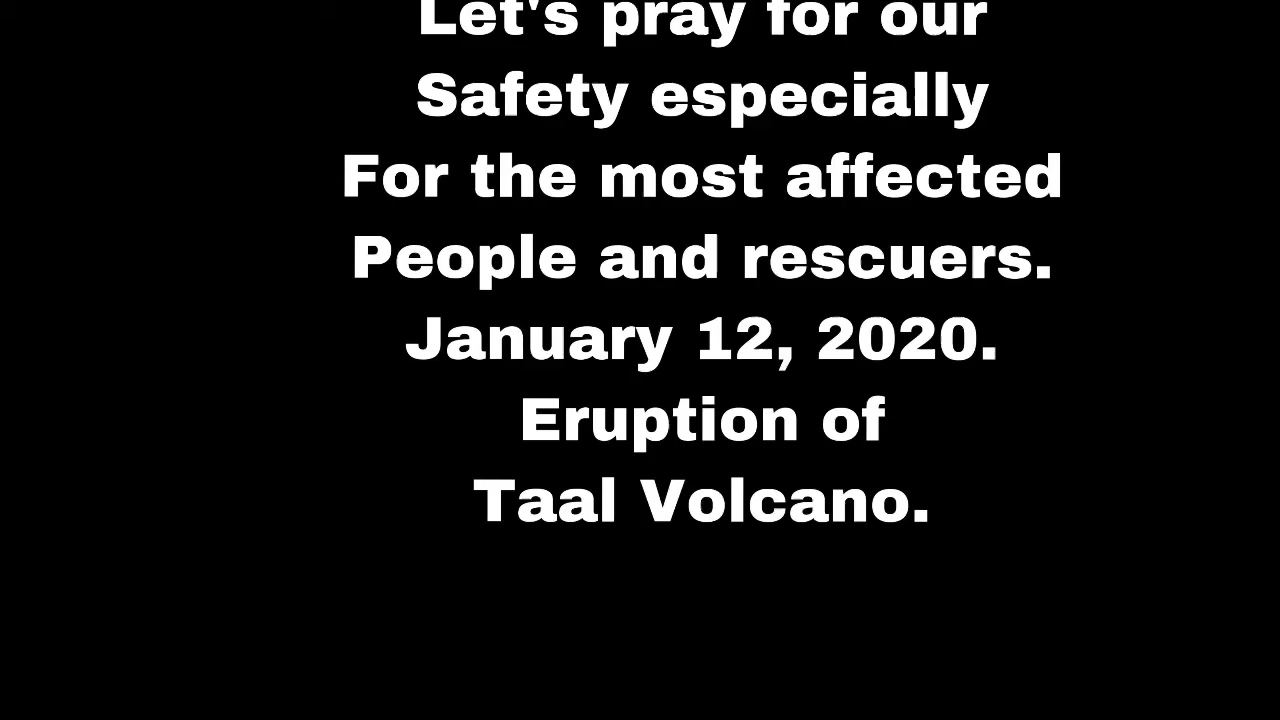 Let's pray for our
Safety especially
For the most affected
People and rescuers.
January 12, 2020.
Eruption of
Taal Volcano.